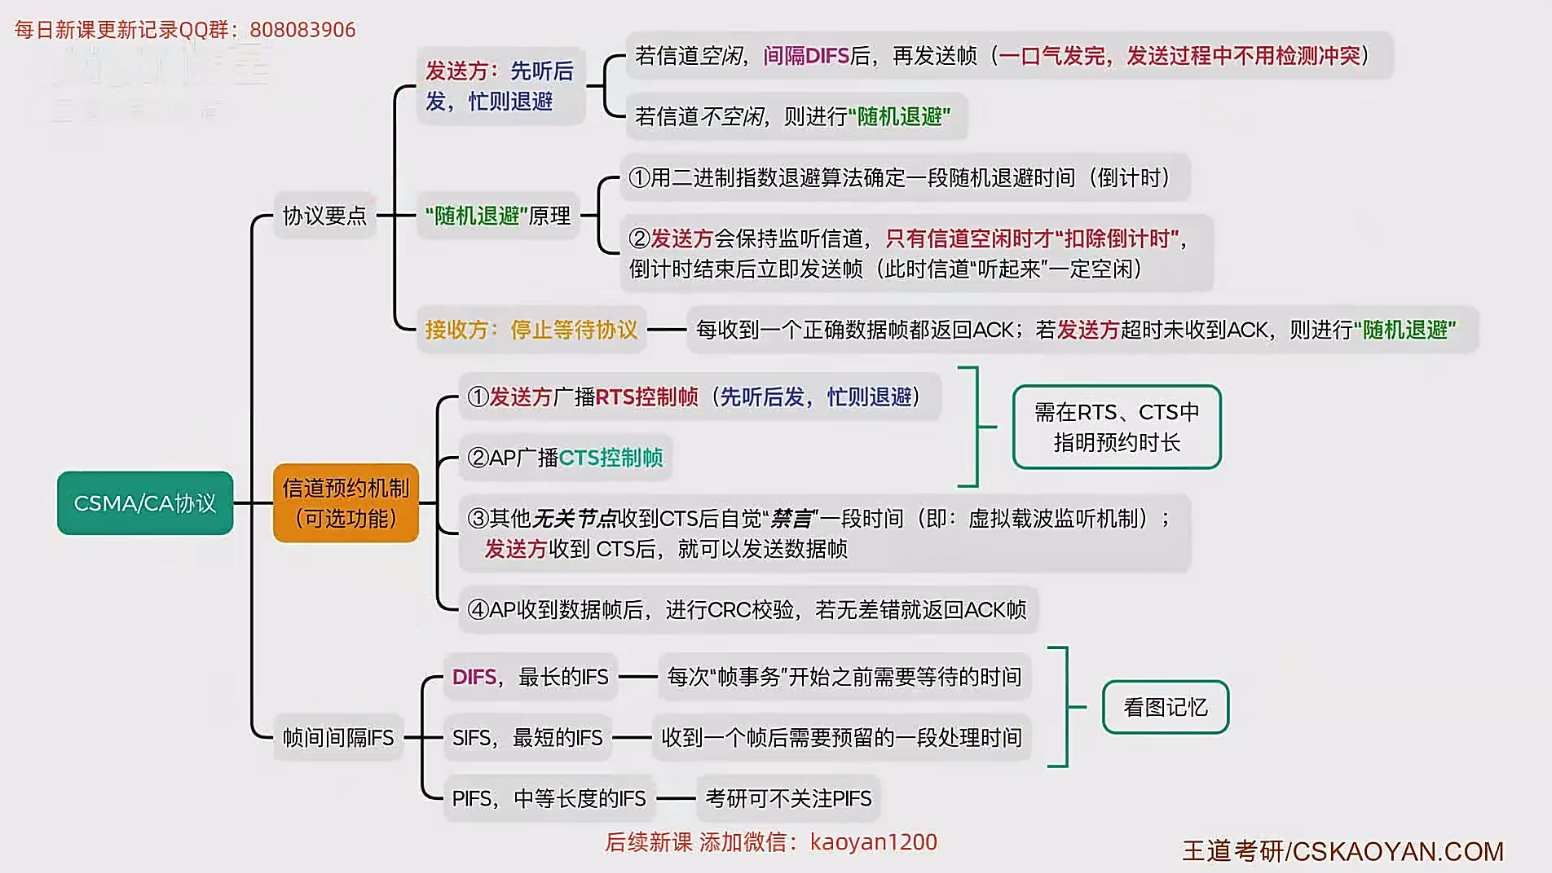 每日新课更新记录QQ群：808083906
发送方：先听后
发，忙则退避
若信道空闲，间隔DIFS后，再发送帧（一口气发完，发送过程中不用检测冲突）
若信道不空闲，则进行“随机退避”
协议要点
“随机退避”原理
①用二进制指数退避算法确定一段随机退避时间（倒计时）
②发送方会保持监听信道，只有信道空闲时才“扣除倒计时”，
倒计时结束后立即发送帧（此时信道“听起来”一定空闲）
接收方：停止等待协议
每收到一个正确数据帧都返回ACK；若发送方超时未收到ACK，则进行“随机退避”
CSMA/CA协议
信道预约机制
（可选功能）
①发送方广播RTS控制帧（先听后发，忙则退避）
②AP广播CTS控制帧
需在RTS、CTS中
指明预约时长
③其他无关节点收到CTS后自觉“禁言”一段时间（即：虚拟载波监听机制）；
发送方收到 CTS后，就可以发送数据帧
④AP收到数据帧后，进行CRC校验，若无差错就返回ACK帧
帧间间隔IFS
DIFS，最长的IFS
每次“帧事务”开始之前需要等待的时间
SIFS，最短的IFS
收到一个帧后需要预留的一段处理时间
看图记忆
PIFS，中等长度的IFS
考研可不关注PIFS
后续新课 添加微信：kaoyan1200
王道考研/CSKAOYAN.COM